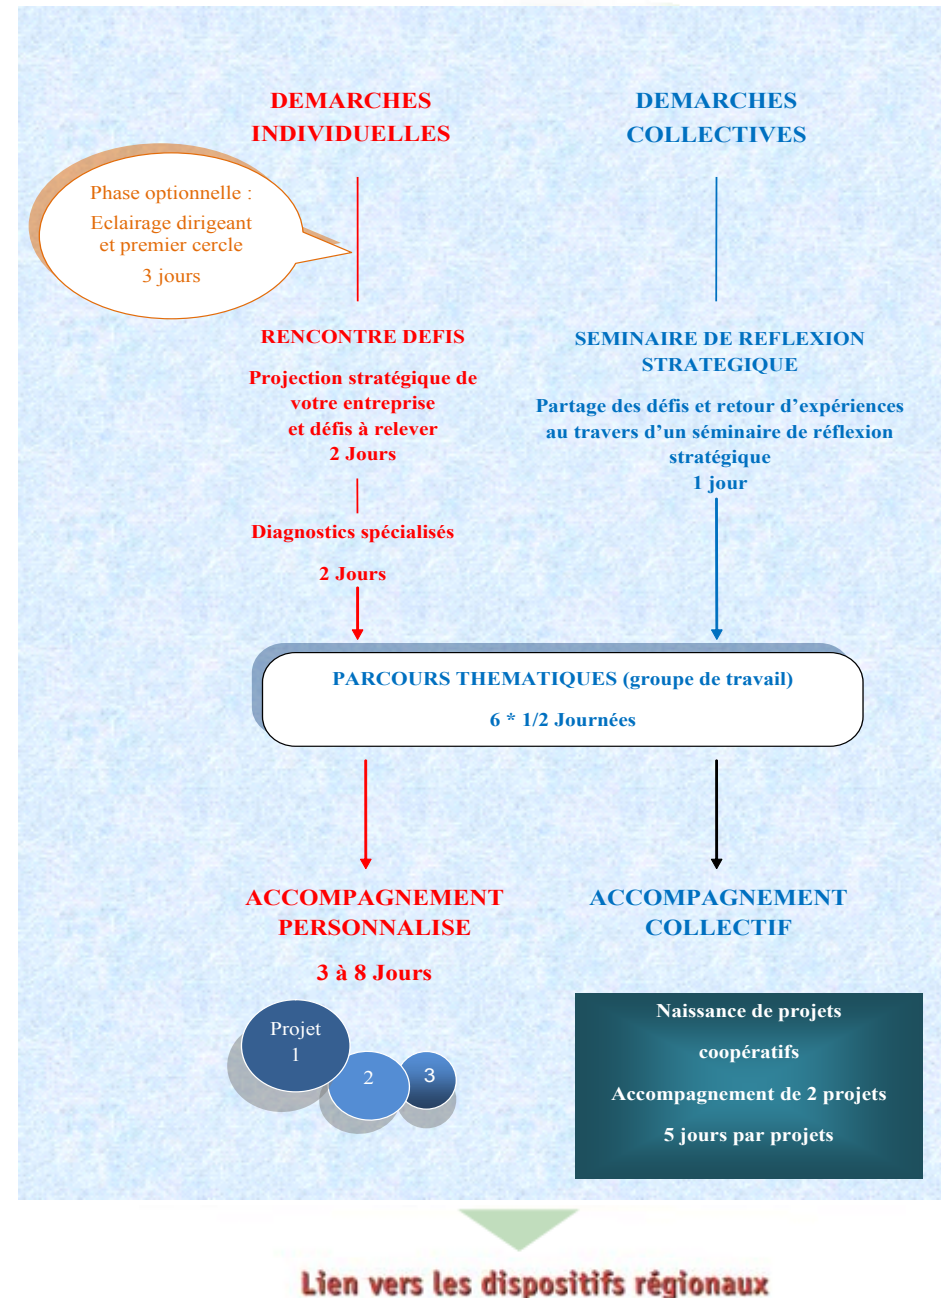 DEMARCHES
INDIVIDUELLES
DEMARCHES
COLLECTIVES
Phase optionnelle :
Eclairage dirigeant
et premier cercle
3 jours
RENCONTRE DEFIS
Projection stratégique de
votre entreprise
et défis à relever
2 Jours
Diagnostics spécialisés
2 Jours
SEMINAIRE DE REFLEXION
STRATEGIQUE
Partage des défis et retour d’expériences
au travers d’un séminaire de réflexion
stratégique
1 jour
PARCOURS THEMATIQUES (groupe de travail)
6 * 1/2 Journées
ACCOMPAGNEMENT
PERSONNALISE
3 à 8 Jours
Projet
1
2
3
ACCOMPAGNEMENT
COLLECTIF
Naissance de projets
coopératifs
Accompagnement de 2 projets
5 jours par projets
Lien vers les dispositifs régionaux